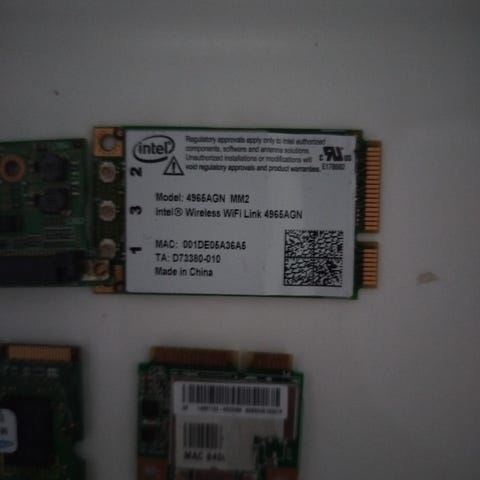 intel
Regulatory approvals apply only to Intel authorized
components, software and antenna solutions.
Unauthorized installations or modifications will
void regulatory approvals and product warranties.
E178882
2
3
1
Model: 4965AGN MM2
Intel® Wireless WiFi Link 4965AGN
MAC: 001DE05A36A5
TA: D73380-010
Made in China
MAC